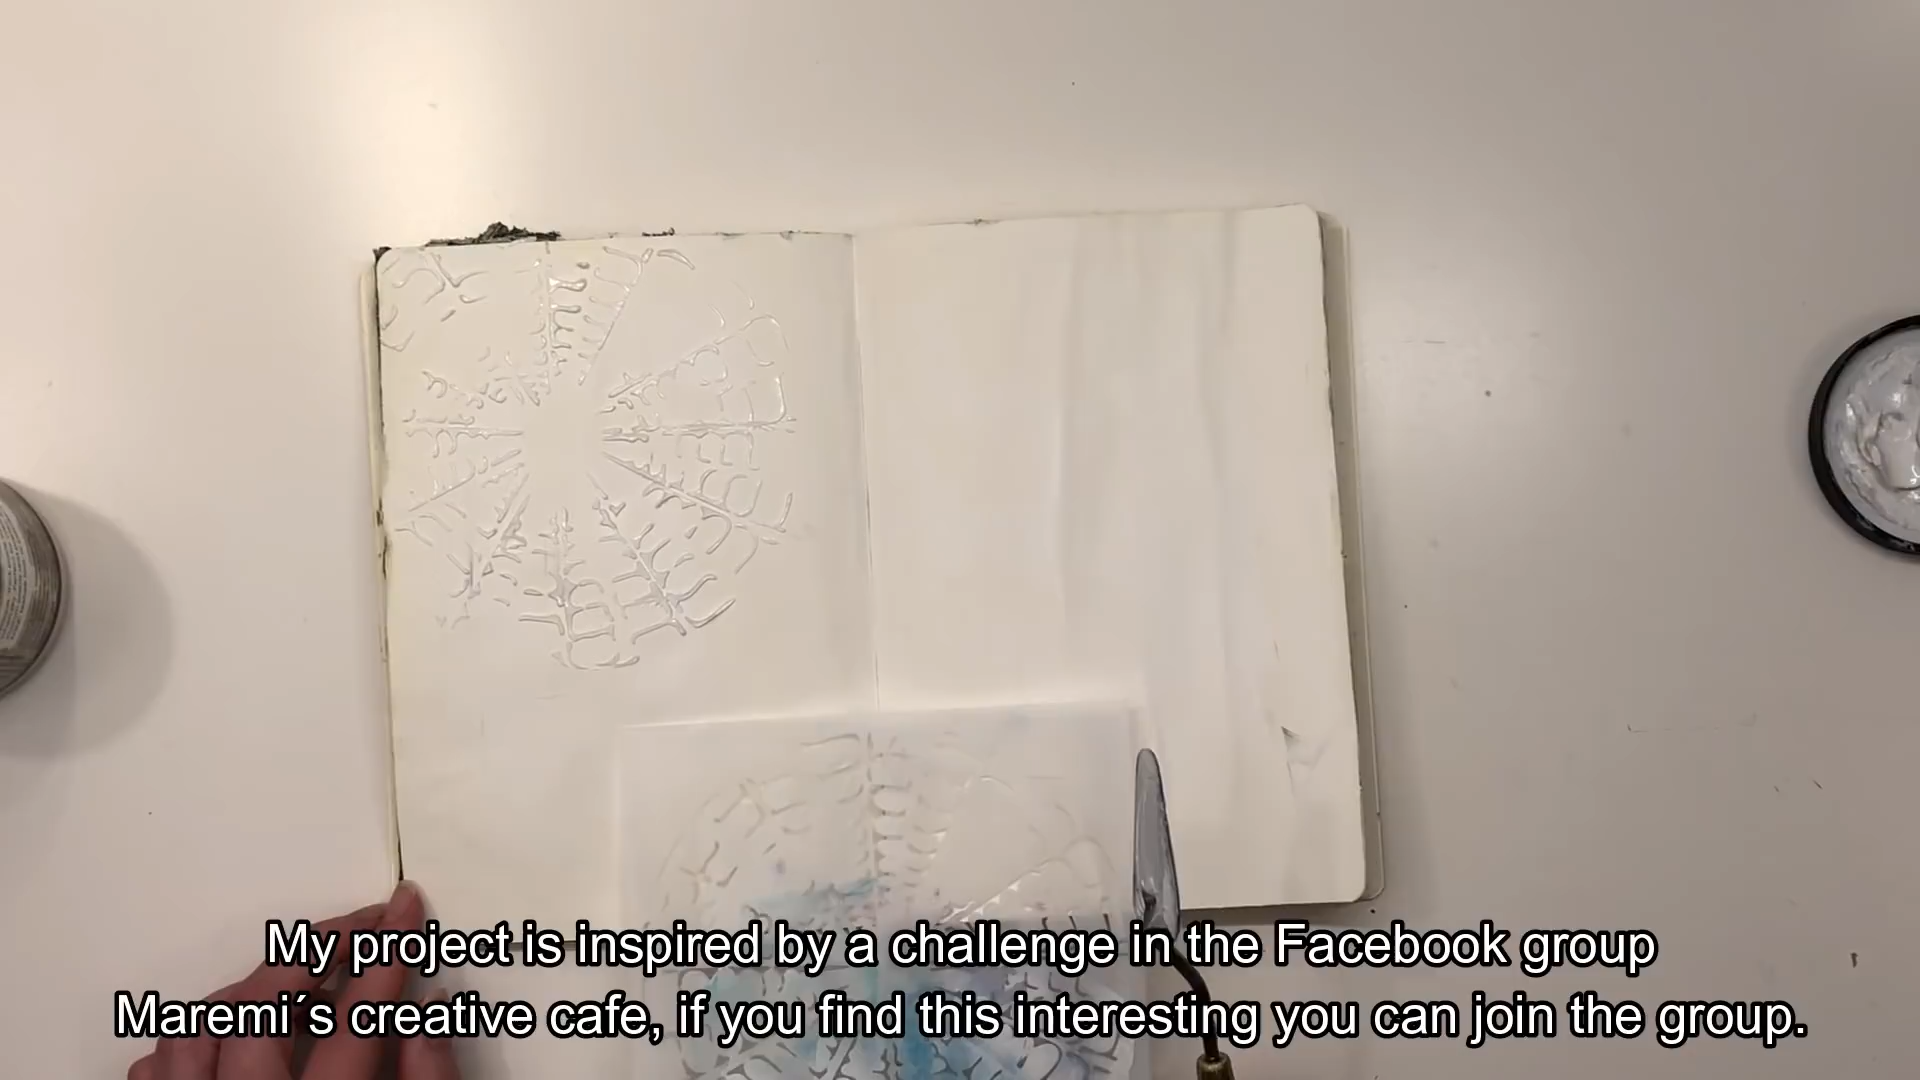 My project is inspired by a challenge in the Facebook group
Maremi´s creative cafe, if you find this interesting you can join the group.